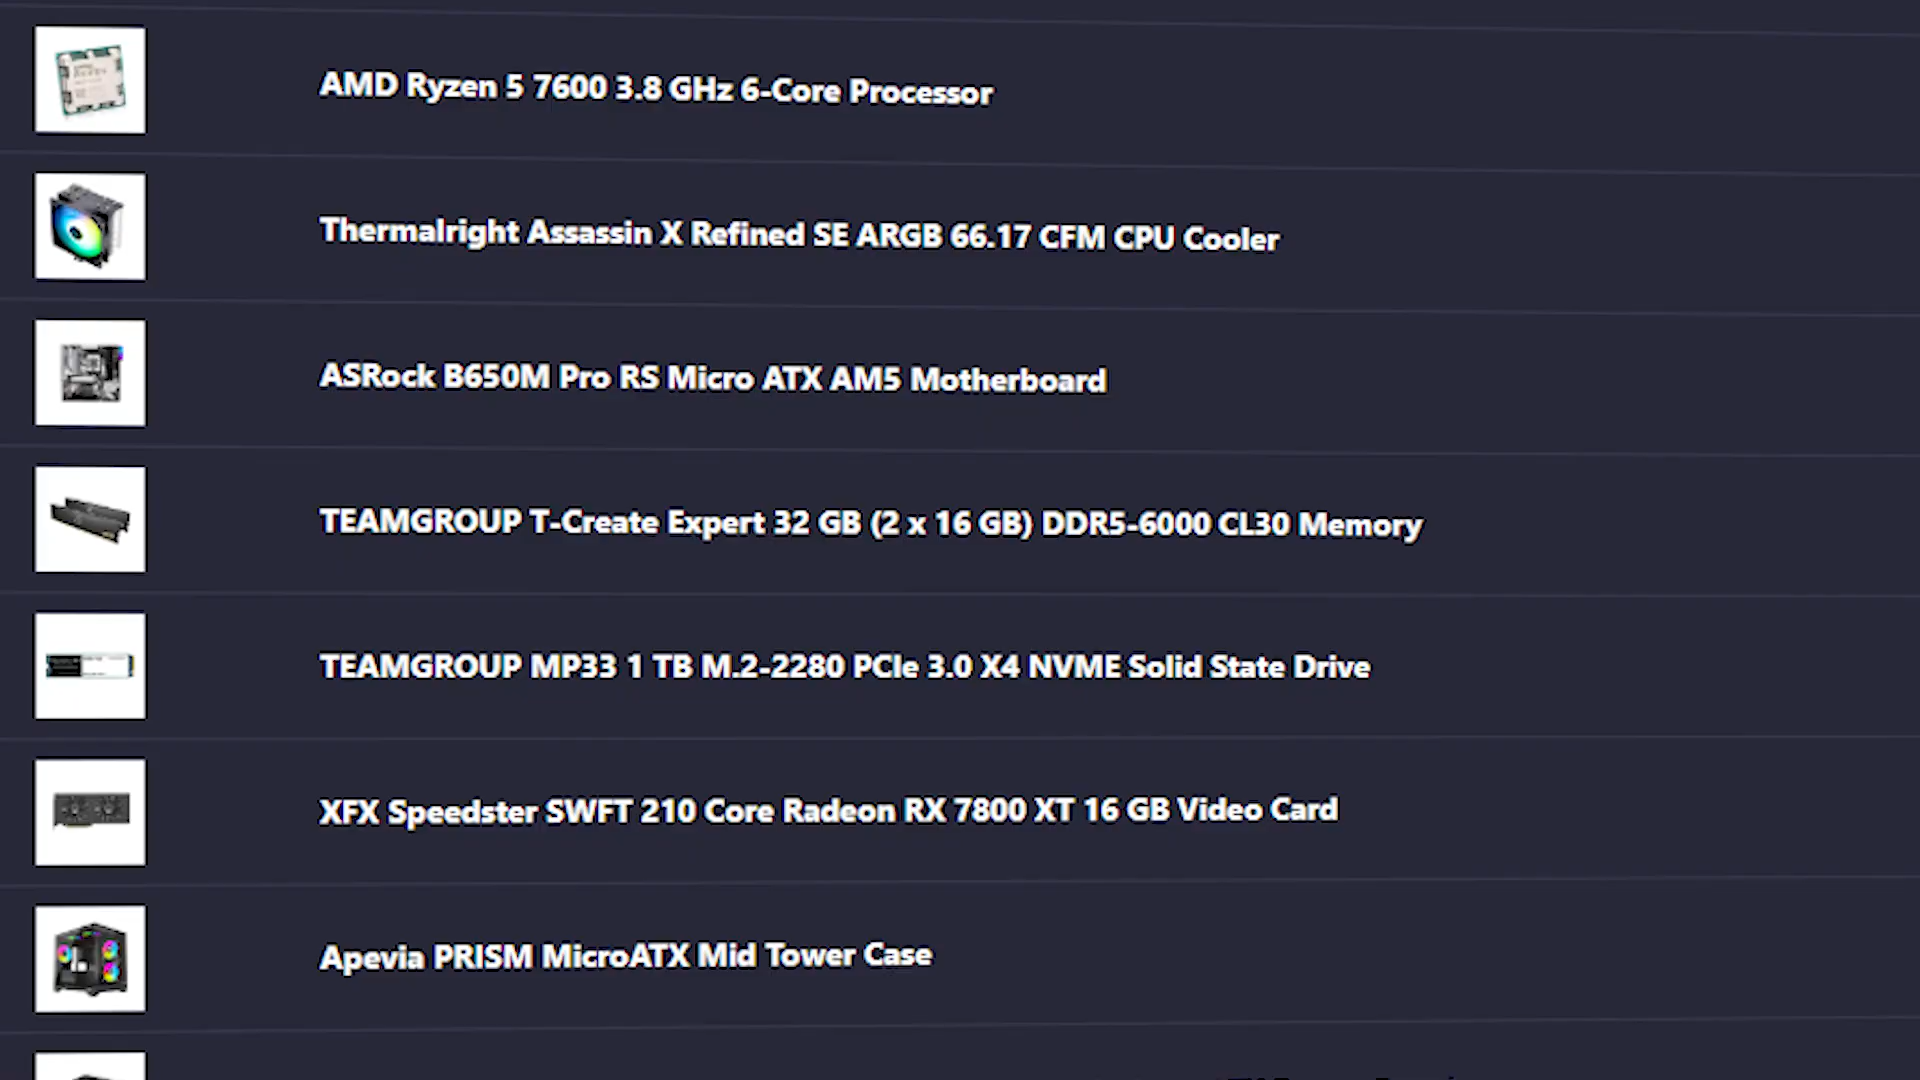 AMD Ryzen 5 7600 3.8 GHz 6-Core Processor
Thermalright Assassin X Refined SE ARGB 66.17 CFM CPU Cooler
ASRock B650M Pro RS Micro ATX AM5 Motherboard
TEAMGROUP T-Create Expert 32 GB (2 x 16 GB) DDR5-6000 CL30 Memory
TEAMGROUP MP33 1 TB M.2-2280 PCIe 3.0 X4 NVME Solid State Drive
XFX Speedster SWFT 210 Core Radeon RX 7800 XT 16 GB Video Card
Apevia PRISM MicroATX Mid Tower Case